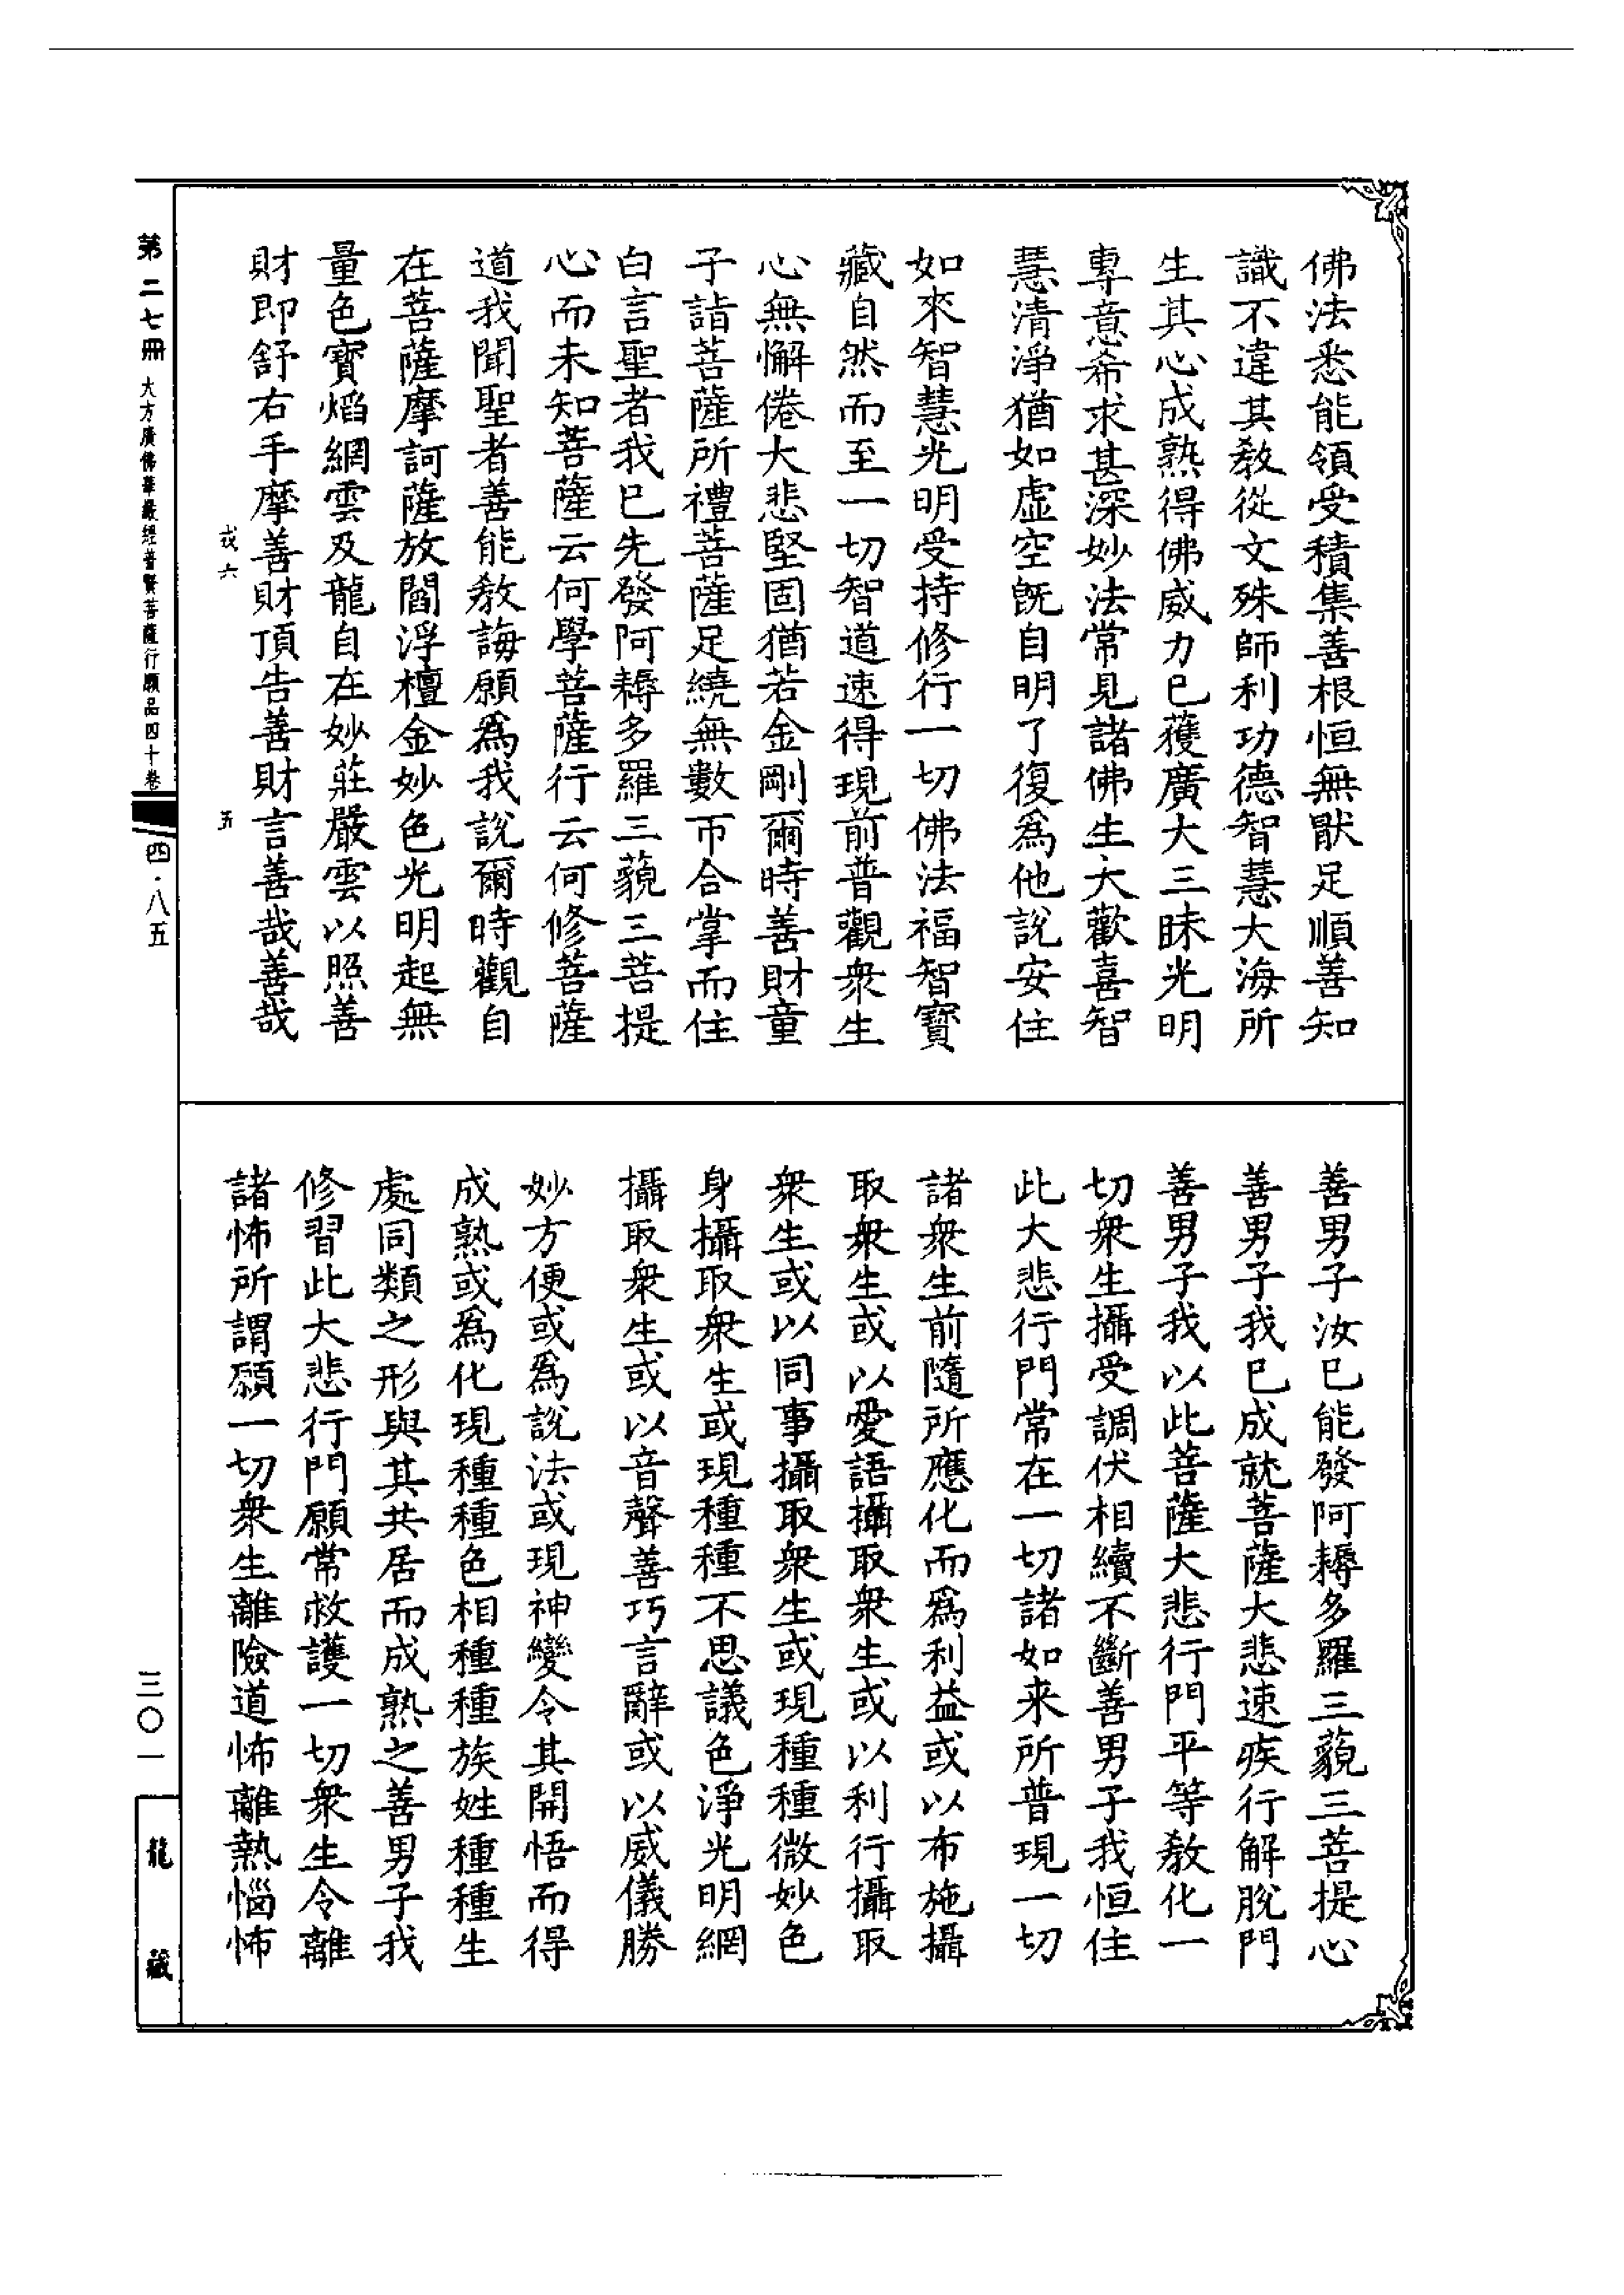 佛法悉能領受積集善根恒無猒足順善知
識不違其教從文殊師利功德智慧大海所
生其心成熟得佛威力已獲廣大三昧光明
專意希求甚深妙法常見諸佛生大歡喜智
慧清淨猶如虛空旣自明了復爲他說安住
如來智慧光明受持修行一切佛法福智寶
藏自然而至一切智道速得現前普觀衆生
心無懈倦大悲堅固猶若金剛爾時善財童
子詣菩薩所禮菩薩足繞無數帀合掌而住
白言聖者我已先發阿耨多羅三藐三菩提
心而未知菩薩云何學菩薩行云何修菩薩
道我聞聖者善能教誨願爲我說爾時觀自
在菩薩摩訶薩放閻浮檀金妙色光明起無
量色寶焰網雲及龍自在妙莊嚴雲以照善
財即舒右手摩善財頂告善財言善哉善哉
戎六 五
善男子汝已能發阿耨多羅三藐三菩提心
善男子我已成就菩薩大悲速疾行解脫門
善男子我以此菩薩大悲行門平等教化一
切衆生攝受調伏相續不斷善男子我恒住
此大悲行門常在一切諸如来所普現一切
諸衆生前隨所應化而爲利益或以布施攝
取衆生或以愛語攝取衆生或以利行攝取
衆生或以同事攝取衆生或現種種微妙色
身攝取衆生或現種種不思議色淨光明網
攝取衆生或以音聲善巧言辭或以威儀勝
妙方便或爲說法或現神變令其開悟而得
成熟或爲化現種種色相種種族姓種種生
處同類之形與其共居而成熟之善男子我
修習此大悲行門願常救護一切衆生令離
諸怖所謂願一切衆生離險道怖離熱惱怖
第二七冊 大方廣佛華嚴經普賢菩薩行願品四十卷
四·八五
三〇一
龍藏